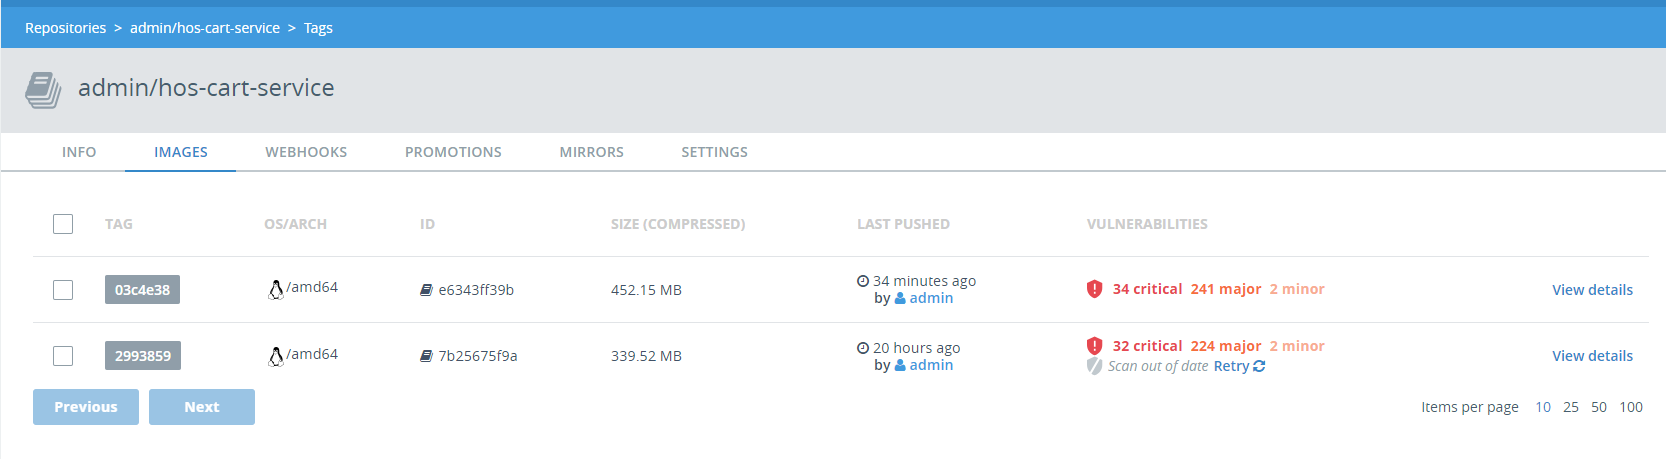 Repositories > admin/hos-cart-service > Tags
admin/hos-cart-service
INFO IMAGES WEBHOOKS PROMOTIONS MIRRORS SETTINGS
TAG OS/ARCH ID SIZE (COMPRESSED) LAST PUSHED VULNERABILITIES
03c4e38 /amd64 e6343ff39b 452.15 MB 34 minutes ago 34 critical 241 major 2 minor View details
by admin
2993859 /amd64 7b25675f9a 339.52 MB 20 hours ago 32 critical 224 major 2 minor View details
by admin Scan out of date Retry
Previous Next Items per page 10 25 50 100